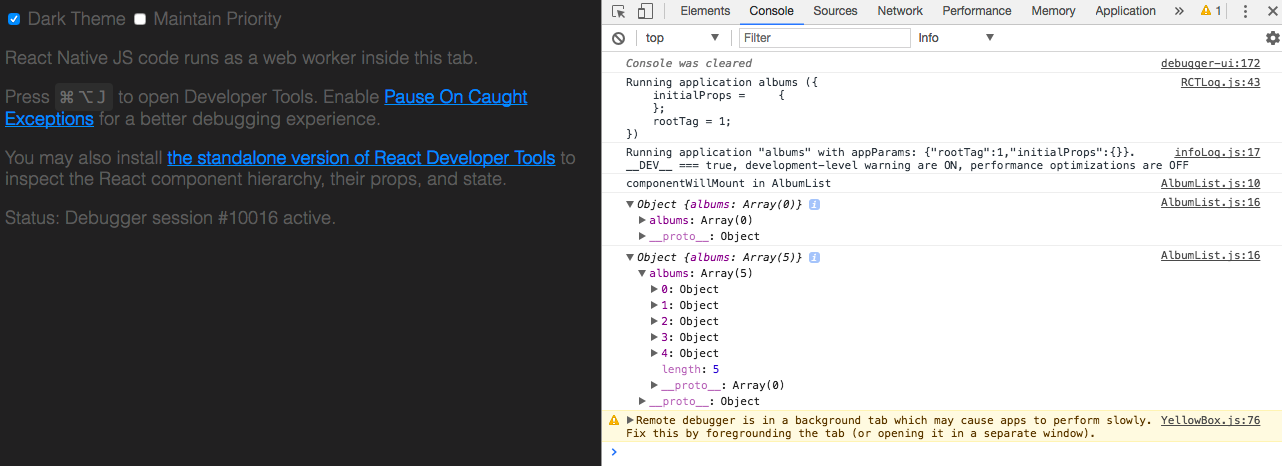 Dark Theme Maintain Priority
React Native JS code runs as a web worker inside this tab.
Press ⌘⌥J to open Developer Tools. Enable Pause On Caught
Exceptions for a better debugging experience.
You may also install the standalone version of React Developer Tools to
inspect the React component hierarchy, their props, and state.
Status: Debugger session #10016 active.
Elements Console Sources Network Performance Memory Application » 1
top Filter Info
Console was cleared debugger-ui:172
Running application albums ({ RCTLog.js:43
initialProps = {
};
rootTag = 1;
})
Running application "albums" with appParams: {"rootTag":1,"initialProps":{}}. infoLog.js:17
__DEV__ === true, development-level warning are ON, performance optimizations are OFF
componentWillMount in AlbumList AlbumList.js:10
Object {albums: Array(0)} i AlbumList.js:16
albums: Array(0)
__proto__: Object
Object {albums: Array(5)} i AlbumList.js:16
albums: Array(5)
0: Object
1: Object
2: Object
3: Object
4: Object
length: 5
__proto__: Array(0)
__proto__: Object
Remote debugger is in a background tab which may cause apps to perform slowly. YellowBox.js:76
Fix this by foregrounding the tab (or opening it in a separate window).